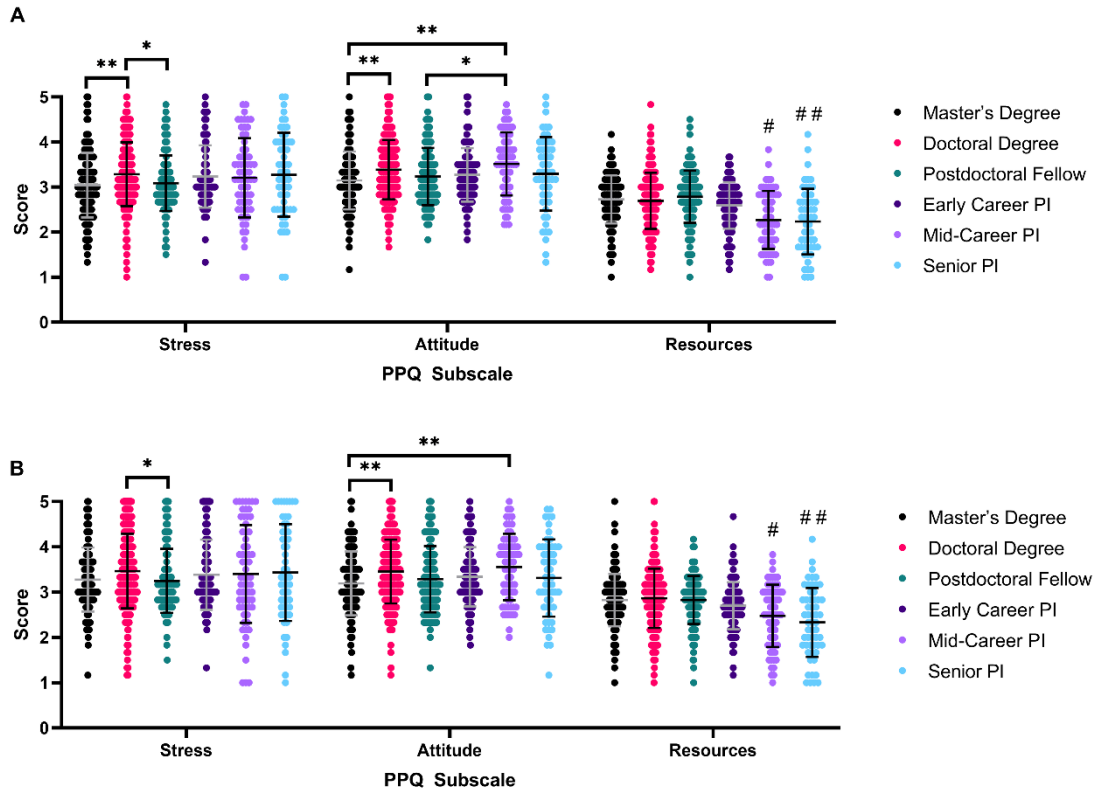 A
**
*
**
**
*
#
# #
Score
5
4
3
2
1
0
Stress
Attitude
Resources
PPQ Subscale
Master's Degree
Doctoral Degree
Postdoctoral Fellow
Early Career PI
Mid-Career PI
Senior PI
B
*
**
**
#
# #
Score
5
4
3
2
1
0
Stress
Attitude
Resources
PPQ Subscale
Master's Degree
Doctoral Degree
Postdoctoral Fellow
Early Career PI
Mid-Career PI
Senior PI